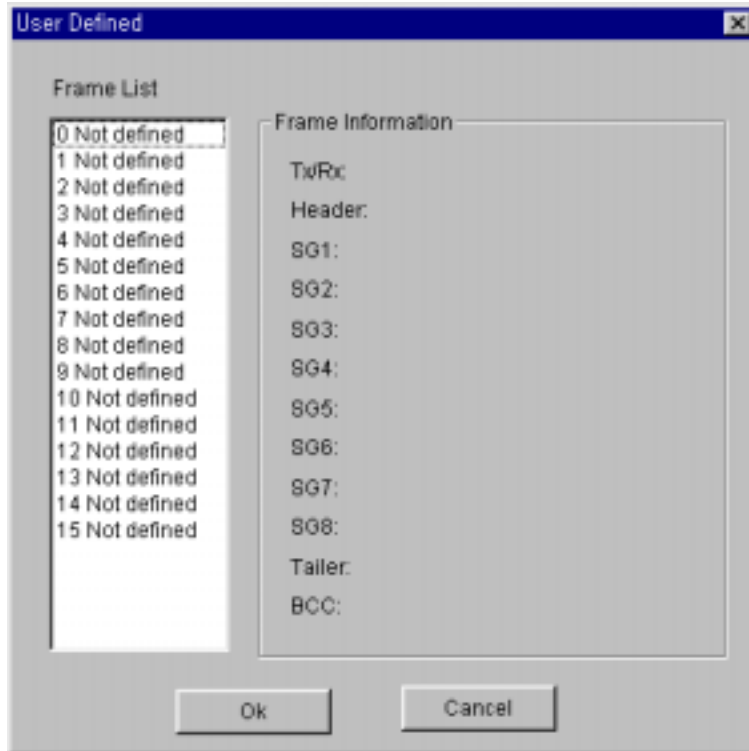 User Defined
Frame List
0 Not defined
1 Not defined
2 Not defined
3 Not defined
4 Not defined
5 Not defined
6 Not defined
7 Not defined
8 Not defined
9 Not defined
10 Not defined
11 Not defined
12 Not defined
13 Not defined
14 Not defined
15 Not defined
Frame Information
Tx/Rx:
Header:
SG1:
SG2:
SG3:
SG4:
SG5:
SG6:
SG7:
SG8:
Tailer:
BCC:
Ok
Cancel